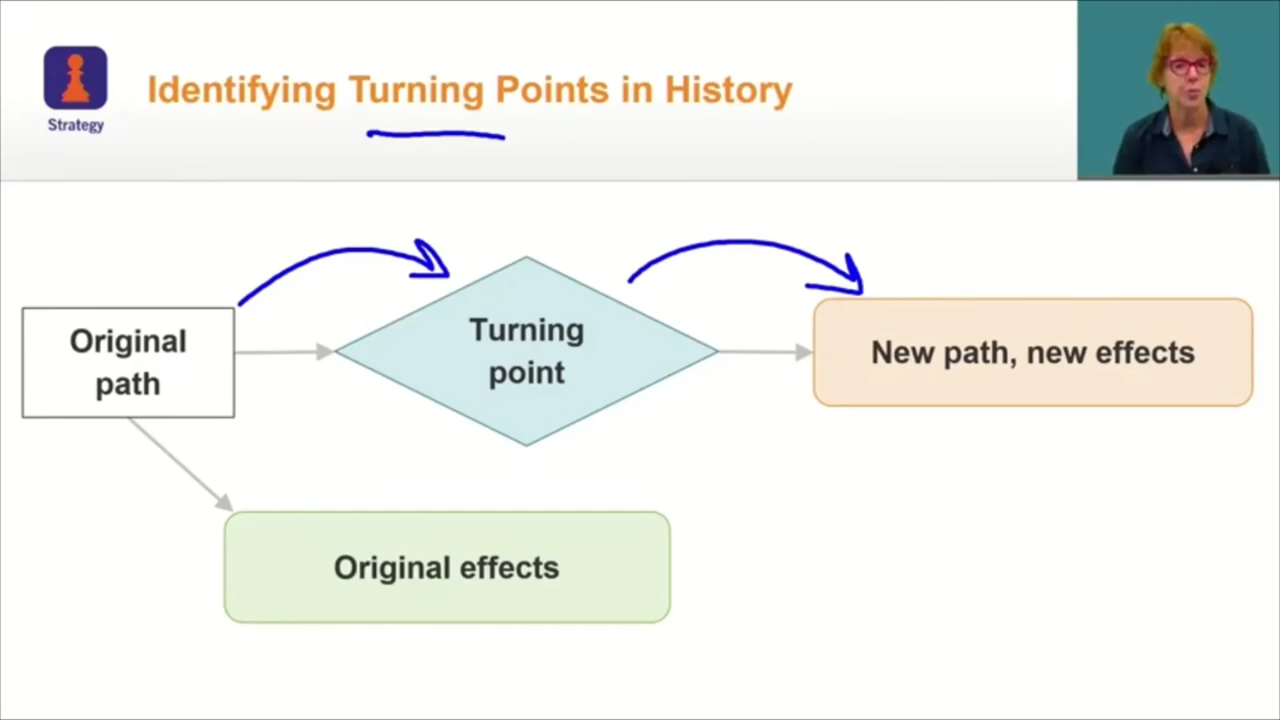 Identifying Turning Points in History
Strategy
Original
path
Turning
point
New path, new effects
Original effects